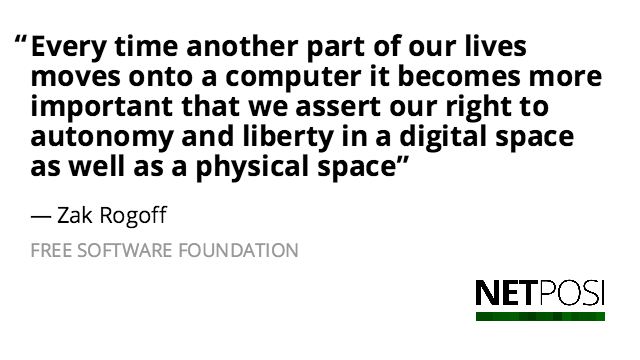 “Every time another part of our lives
moves onto a computer it becomes more
important that we assert our right to
autonomy and liberty in a digital space
as well as a physical space”
— Zak Rogoff
FREE SOFTWARE FOUNDATION
NETPOSI